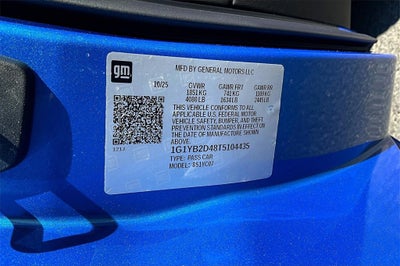 gm
MFD BY GENERAL MOTORS LLC
10/25
GVWR GAWR FRT GAWR RR
1851KG 741KG 1109KG
4080LB 1634LB 2445LB
THIS VEHICLE CONFORMS TO ALL
APPLICABLE U.S. FEDERAL MOTOR
VEHICLE SAFETY, BUMPER, AND THEFT
PREVENTION STANDARDS IN EFFECT ON
THE DATE OF MANUFACTURE SHOWN
ABOVE.
1G1YB2D48T5104435
TYPE: PASS CAR
MODEL: